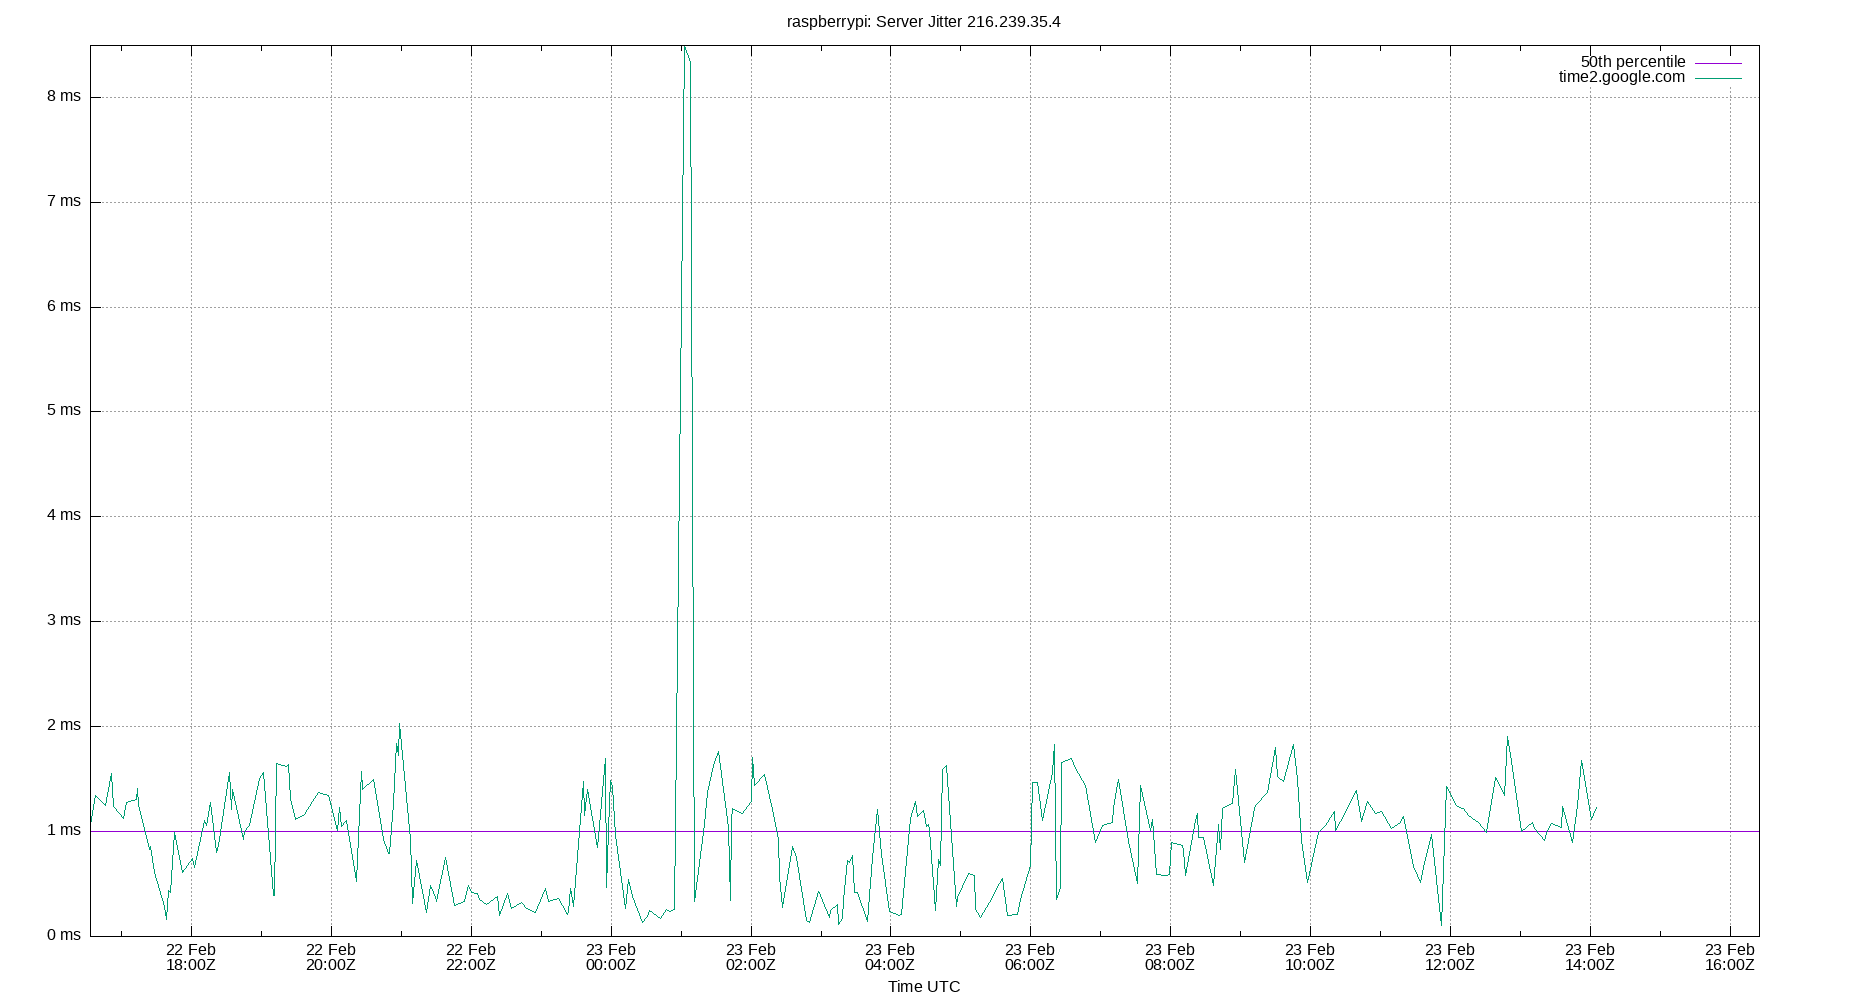 raspberrypi: Server Jitter 216.239.35.4
50th percentile
time2.google.com
8 ms
7 ms
6 ms
5 ms
4 ms
3 ms
2 ms
1 ms
0 ms
22 Feb 22 Feb 22 Feb 23 Feb 23 Feb 23 Feb 23 Feb 23 Feb 23 Feb 23 Feb 23 Feb 23 Feb
18:00Z 20:00Z 22:00Z 00:00Z 02:00Z 04:00Z 06:00Z 08:00Z 10:00Z 12:00Z 14:00Z 16:00Z
Time UTC